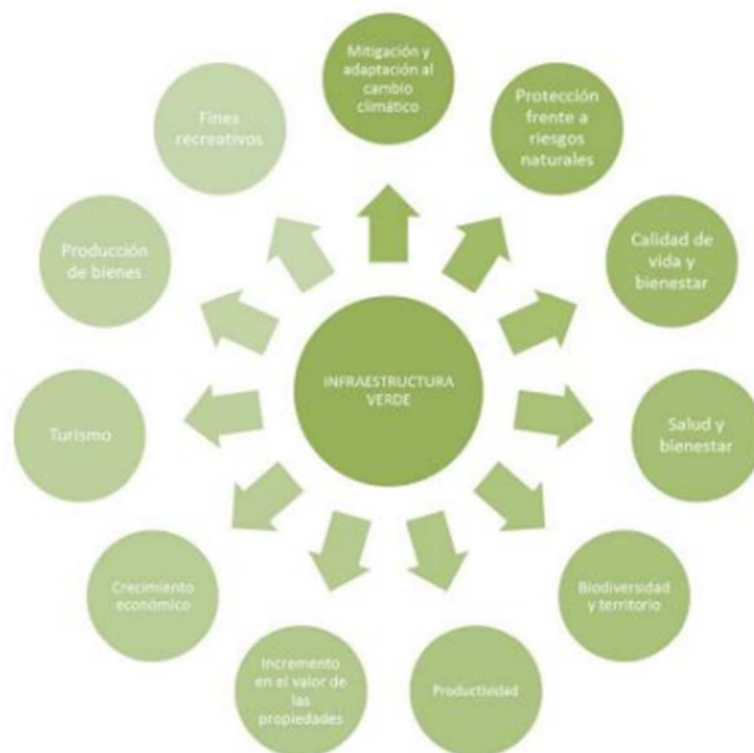 Mitigación y
adaptación al
cambio
climático
Protección
frente a
riesgos
naturales
Calidad de
vida y
bienestar
Salud y
bienestar
Biodiversidad
y territorio
Productividad
Incremento
en el valor de
las
propiedades
Crecimiento
económico
Turismo
Producción
de bienes
Fines
recreativos
INFRAESTRUCTURA
VERDE